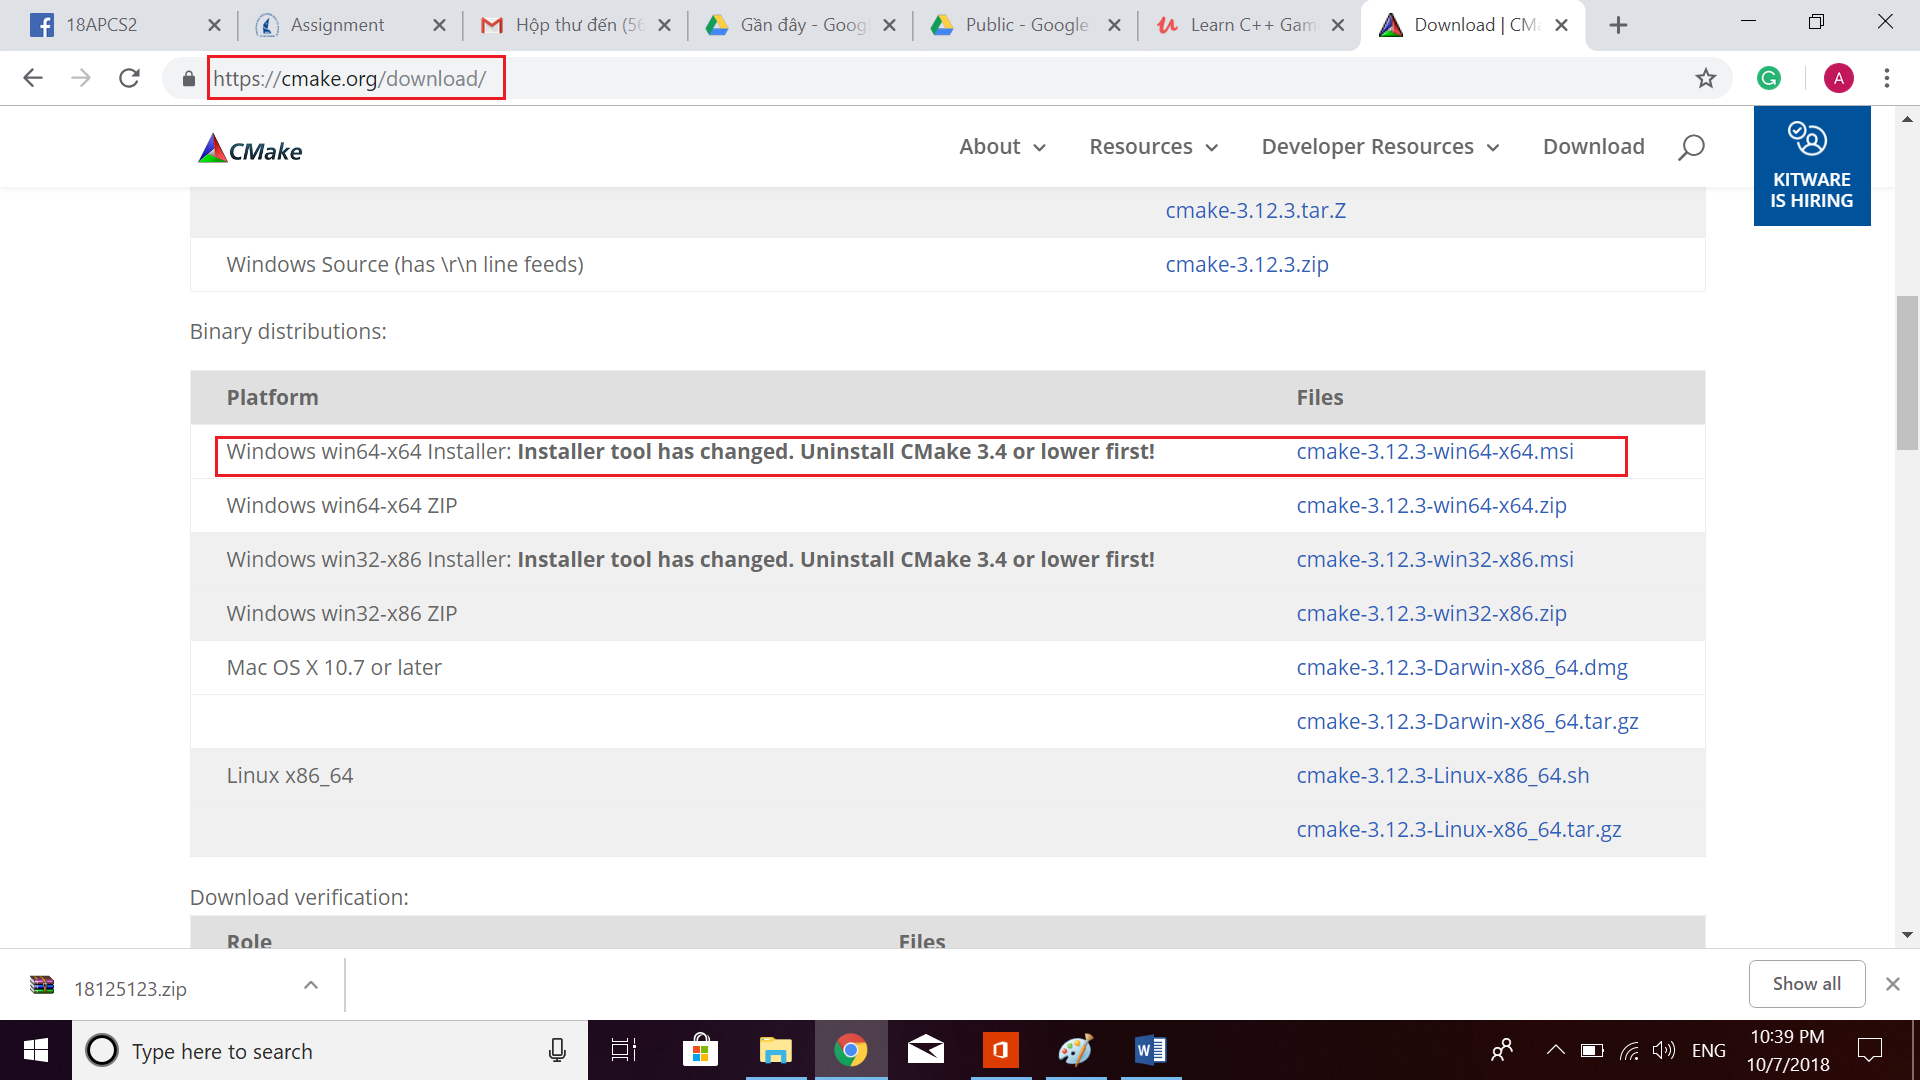 18APCS2
Assignment
Hộp thư đến (56
Gần đây - Googl
Public - Google
Learn C++ Gam
Download | CMa
https://cmake.org/download/
A
CMake
About
Resources
Developer Resources
Download
KITWARE
IS HIRING
cmake-3.12.3.tar.Z
Windows Source (has \r\n line feeds) cmake-3.12.3.zip
Binary distributions:
Platform Files
Windows win64-x64 Installer: Installer tool has changed. Uninstall CMake 3.4 or lower first! cmake-3.12.3-win64-x64.msi
Windows win64-x64 ZIP cmake-3.12.3-win64-x64.zip
Windows win32-x86 Installer: Installer tool has changed. Uninstall CMake 3.4 or lower first! cmake-3.12.3-win32-x86.msi
Windows win32-x86 ZIP cmake-3.12.3-win32-x86.zip
Mac OS X 10.7 or later cmake-3.12.3-Darwin-x86_64.dmg
cmake-3.12.3-Darwin-x86_64.tar.gz
Linux x86_64 cmake-3.12.3-Linux-x86_64.sh
cmake-3.12.3-Linux-x86_64.tar.gz
Download verification:
Role Files
18125123.zip
Show all
Type here to search
ENG
10:39 PM
10/7/2018